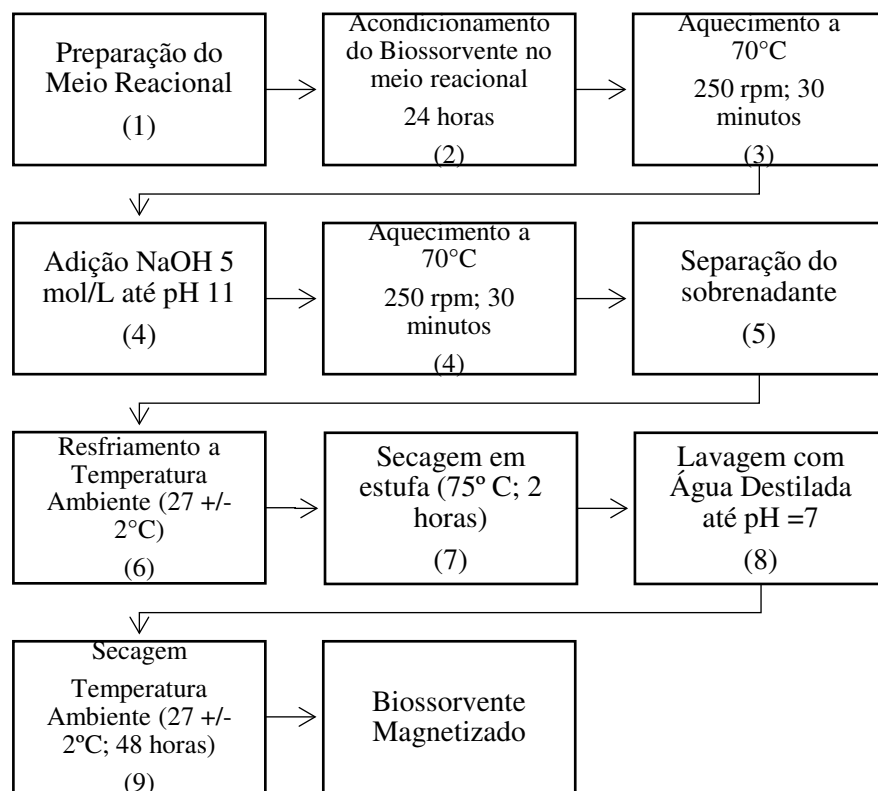 Preparação do
Meio Reacional
(1)
Acondicionamento
do Biossorvente no
meio reacional
24 horas
(2)
Aquecimento a
70°C
250 rpm; 30
minutos
(3)
Adição NaOH 5
mol/L até pH 11
(4)
Aquecimento a
70°C
250 rpm; 30
minutos
(4)
Separação do
sobrenadante
(5)
Resfriamento a
Temperatura
Ambiente (27 +/-
2°C)
(6)
Secagem em
estufa (75º C; 2
horas)
(7)
Lavagem com
Água Destilada
até pH =7
(8)
Secagem
Temperatura
Ambiente (27 +/-
2ºC; 48 horas)
(9)
Biossorvente
Magnetizado